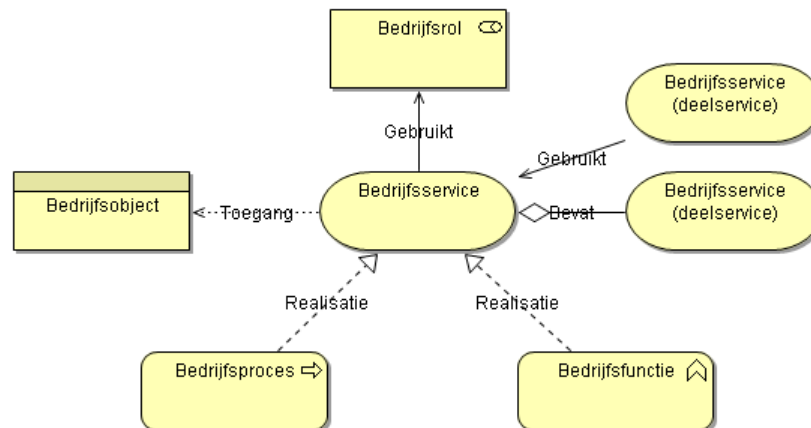 Bedrijfsrol
Gebruikt
Bedrijfsservice
(deelservice)
Gebruikt
Bedrijfsobject
Toegang
Bedrijfsservice
Bevat
Bedrijfsservice
(deelservice)
Realisatie
Realisatie
Bedrijfsproces
Bedrijfsfunctie